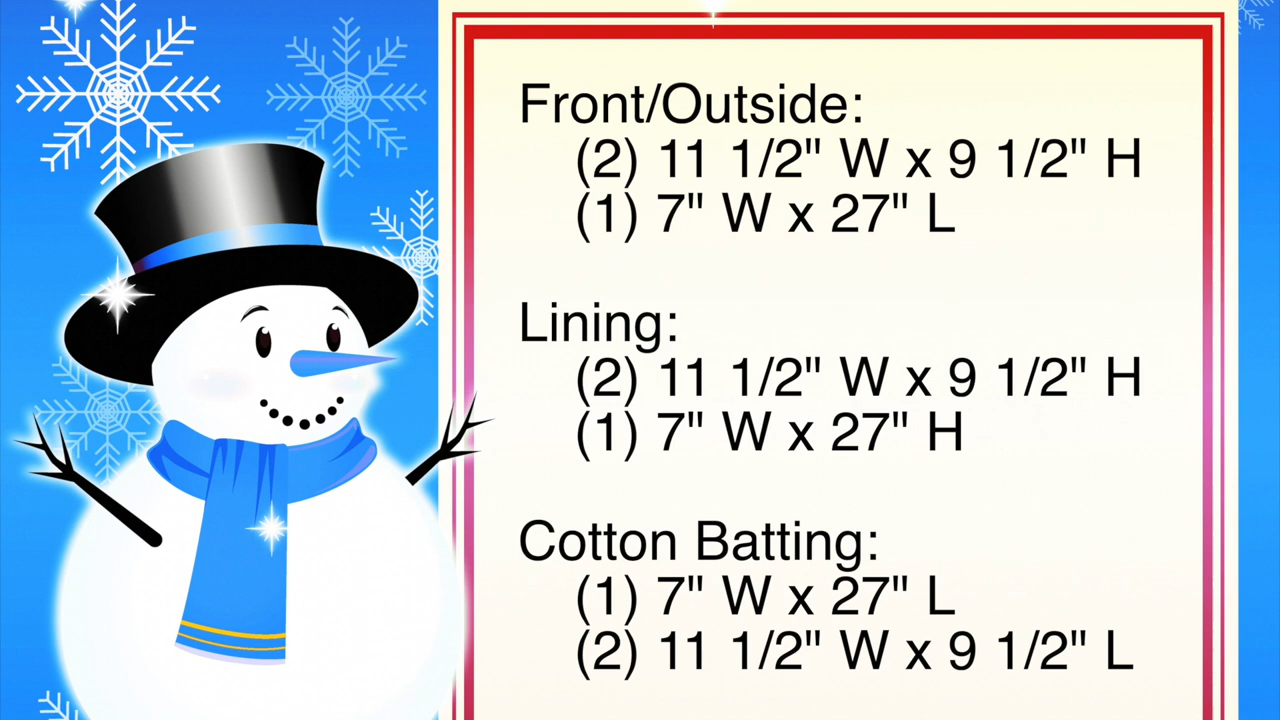 Front/Outside:
(2) 11 1/2" W x 9 1/2" H
(1) 7" W x 27" L
Lining:
(2) 11 1/2" W x 9 1/2" H
(1) 7" W x 27" H
Cotton Batting:
(1) 7" W x 27" L
(2) 11 1/2" W x 9 1/2" L